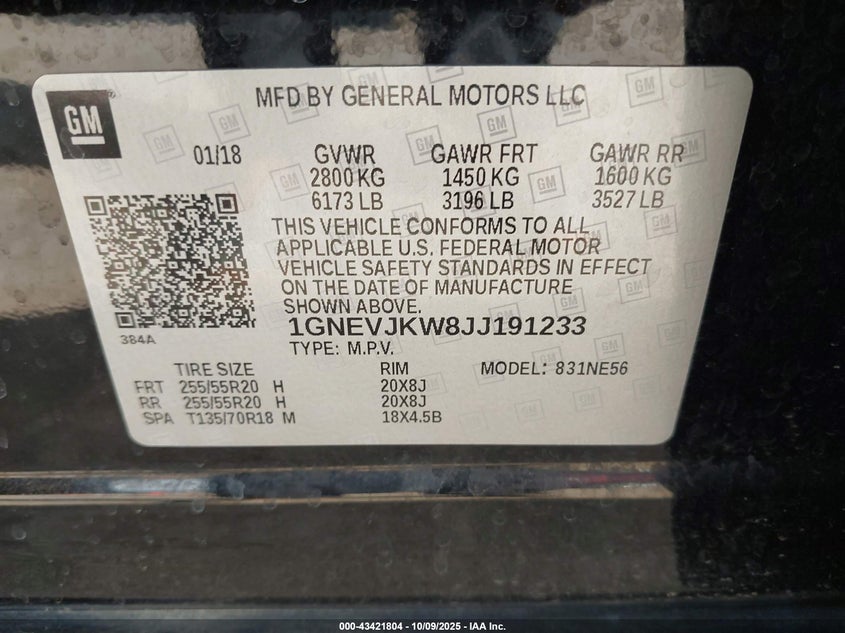 GM
MFD BY GENERAL MOTORS LLC
01/18 GVWR GAWR FRT GAWR RR
2800 KG 1450 KG 1600 KG
6173 LB 3196 LB 3527 LB
THIS VEHICLE CONFORMS TO ALL
APPLICABLE U.S. FEDERAL MOTOR
VEHICLE SAFETY STANDARDS IN EFFECT
ON THE DATE OF MANUFACTURE
SHOWN ABOVE.
384A
1GNEVJKW8JJ191233
TYPE: M.P.V.
TIRE SIZE RIM MODEL: 831NE56
FRT 255/55R20 H 20X8J
RR 255/55R20 H 20X8J
SPA T135/70R18 M 18X4.5B
000-43421804 - 10/09/2025 - IAA Inc.